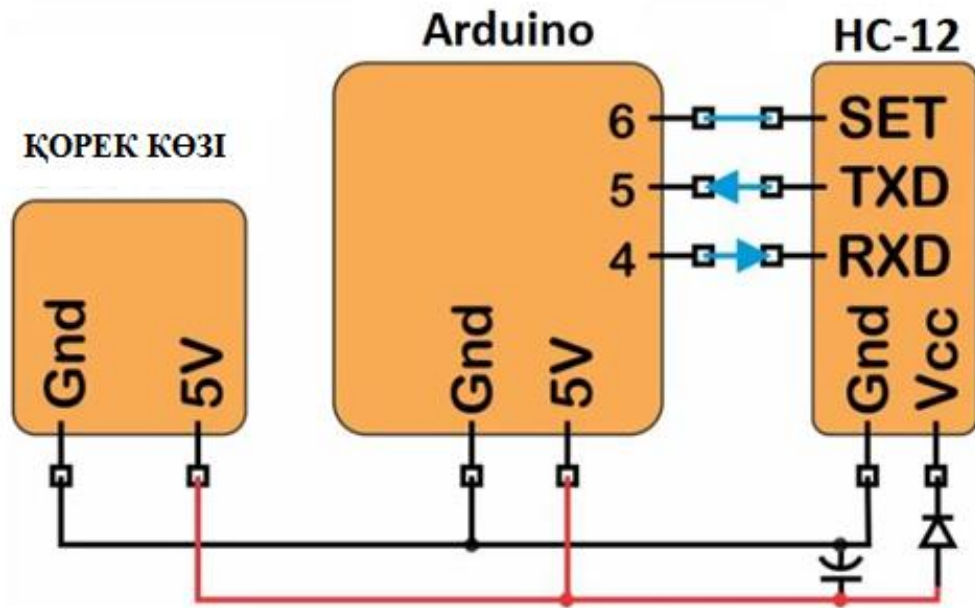 Arduino
HC-12
ҚОРЕК КӨЗІ
Gnd
5V
6
5
4
Gnd
5V
SET
TXD
RXD
Gnd
Vcc